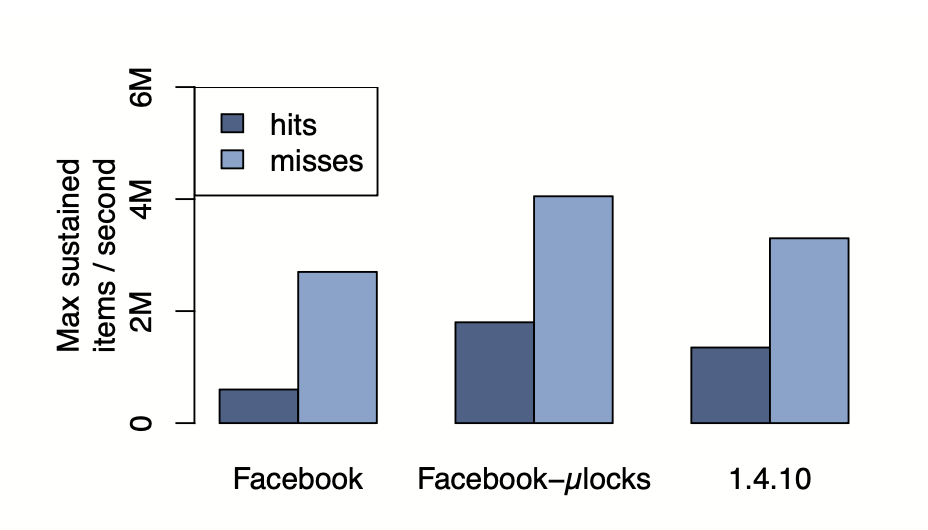 Max sustained
items / second
6M
4M
2M
0
hits
misses
Facebook
Facebook–µlocks
1.4.10